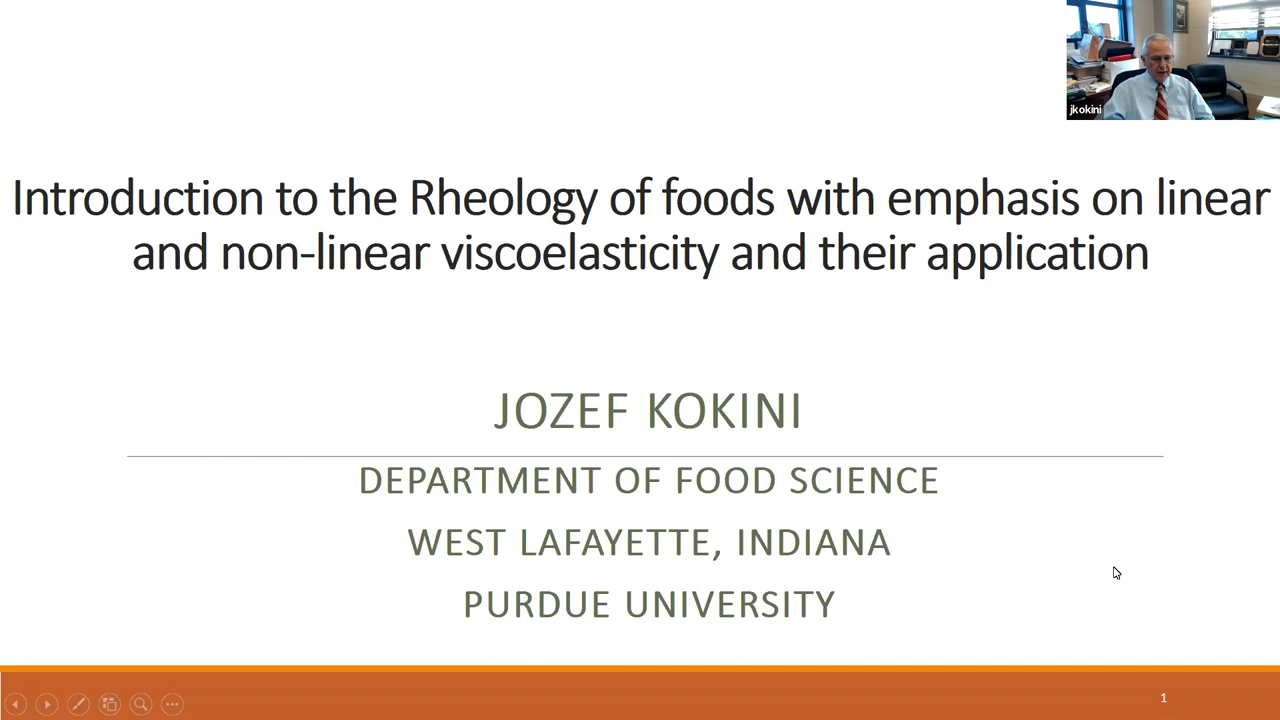 jkokini
Introduction to the Rheology of foods with emphasis on linear
and non-linear viscoelasticity and their application
JOZEF KOKINI
DEPARTMENT OF FOOD SCIENCE
WEST LAFAYETTE, INDIANA
PURDUE UNIVERSITY
1